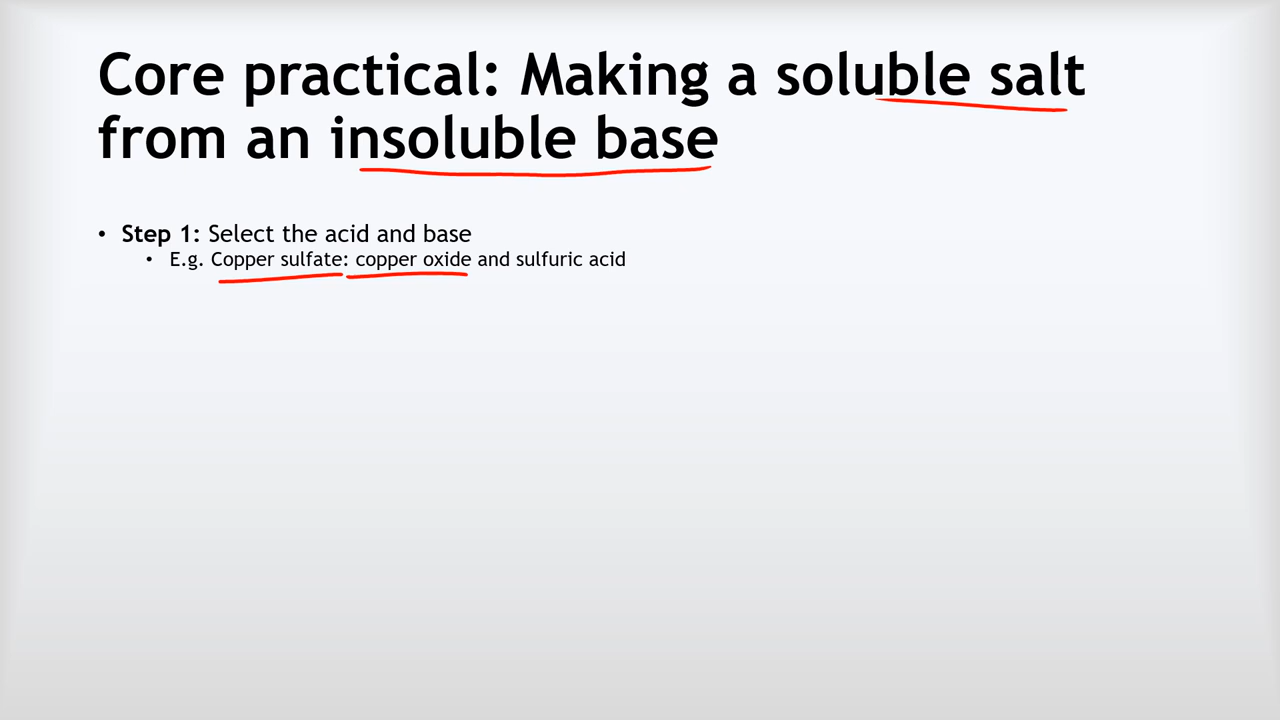 Core practical: Making a soluble salt
from an insoluble base
• Step 1: Select the acid and base
• E.g. Copper sulfate: copper oxide and sulfuric acid